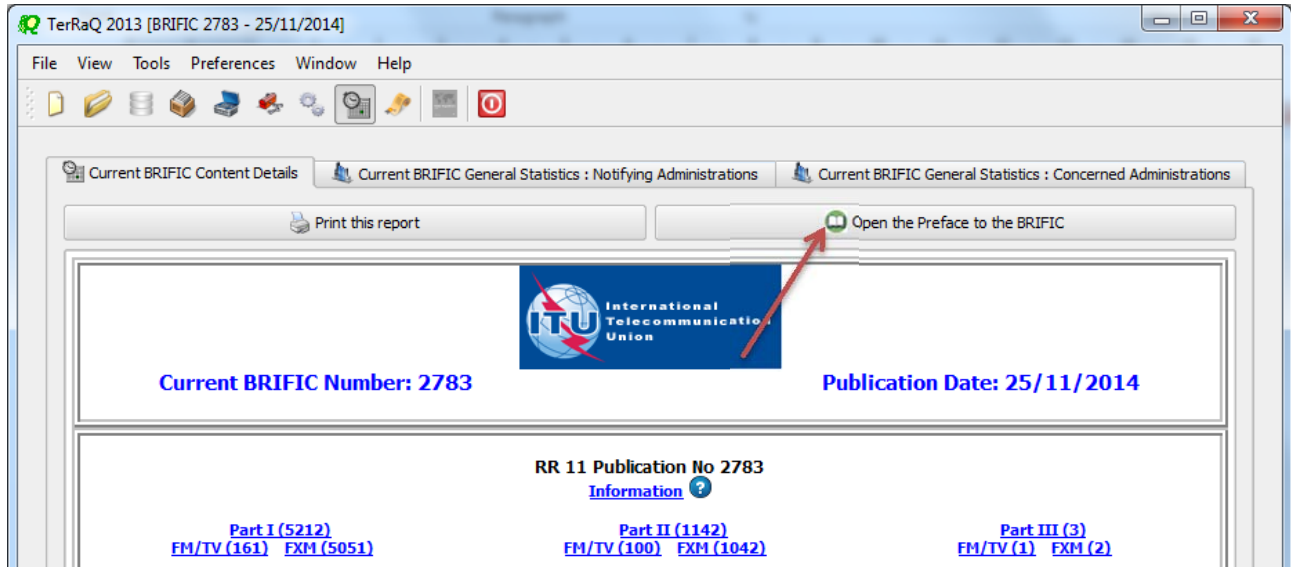 TerRaQ 2013 [BRIFIC 2783 - 25/11/2014]
File View Tools Preferences Window Help
Current BRIFIC Content Details Current BRIFIC General Statistics : Notifying Administrations Current BRIFIC General Statistics : Concerned Administrations
Print this report Open the Preface to the BRIFIC
ITU
International
Telecommunication
Union
Current BRIFIC Number: 2783 Publication Date: 25/11/2014
RR 11 Publication No 2783
Information ?
Part I (5212) Part II (1142) Part III (3)
FM/TV (161) FXM (5051) FM/TV (100) FXM (1042) FM/TV (1) FXM (2)